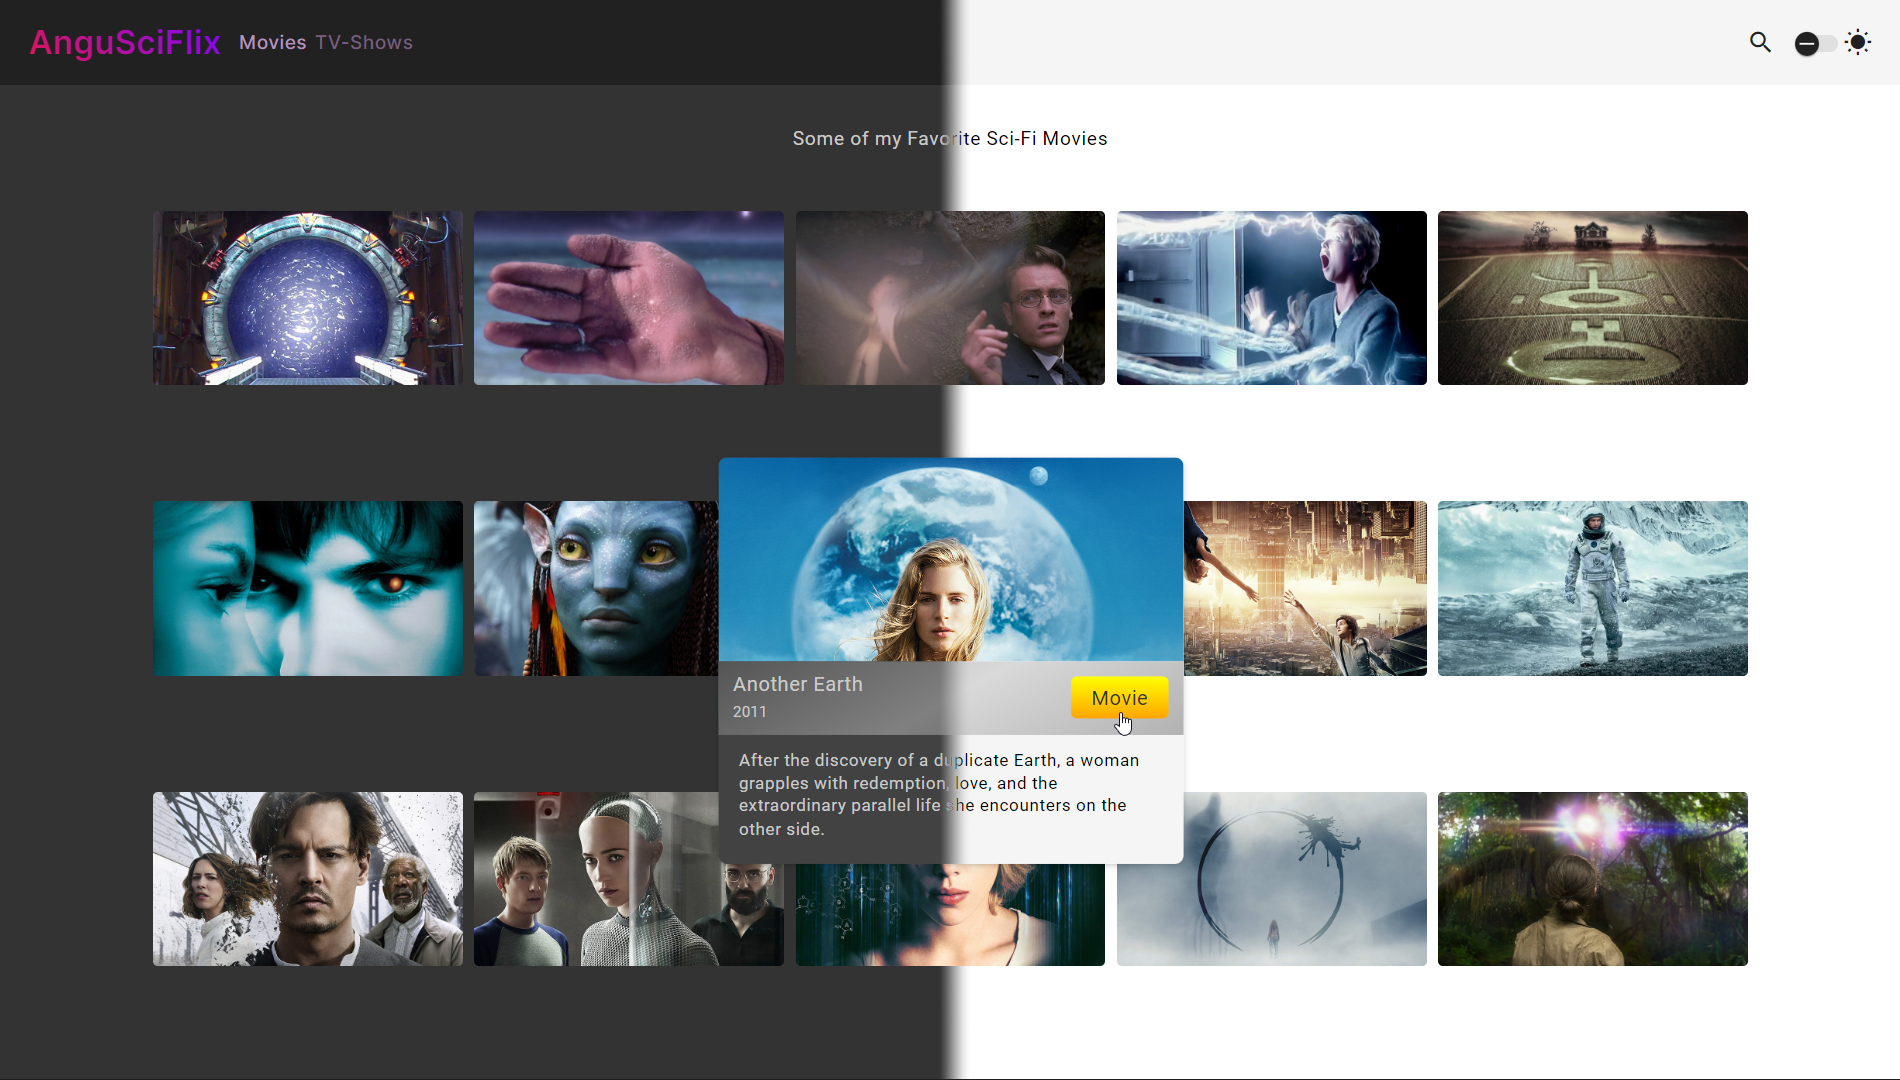 AnguSciFlix Movies TV-Shows
Some of my Favorite Sci-Fi Movies
Another Earth
2011
Movie
After the discovery of a duplicate Earth, a woman
grapples with redemption, love, and the
extraordinary parallel life she encounters on the
other side.